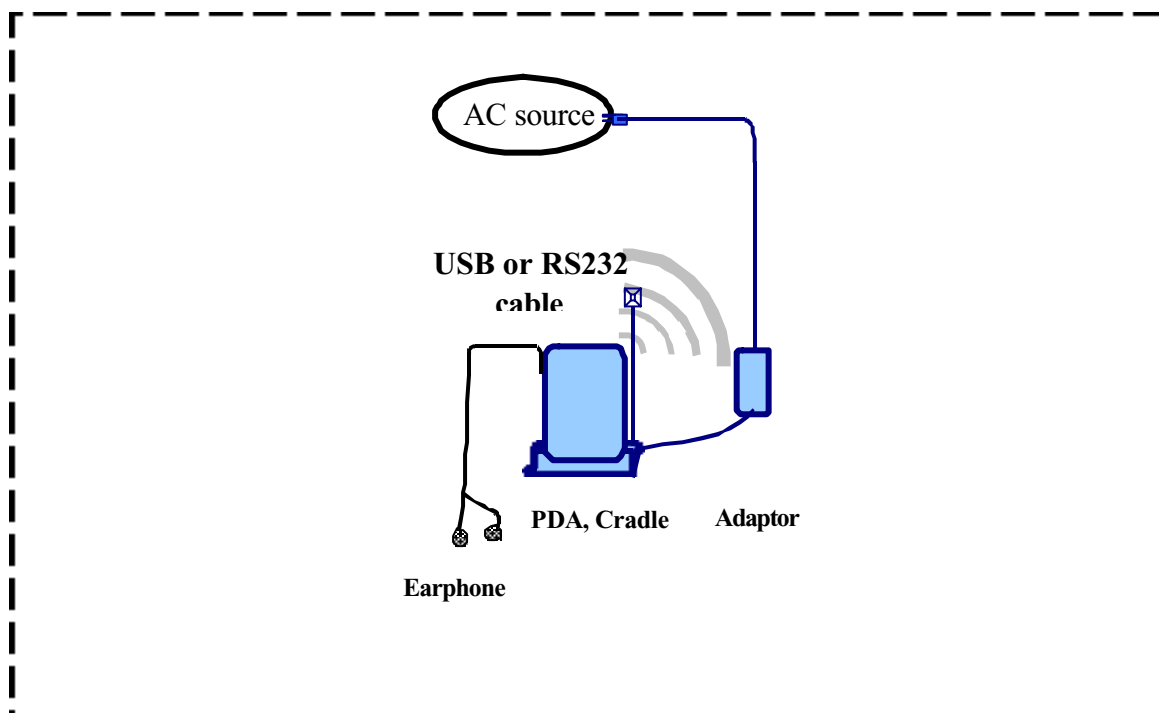 AC source
USB or RS232
cable
PDA, Cradle
Adaptor
Earphone